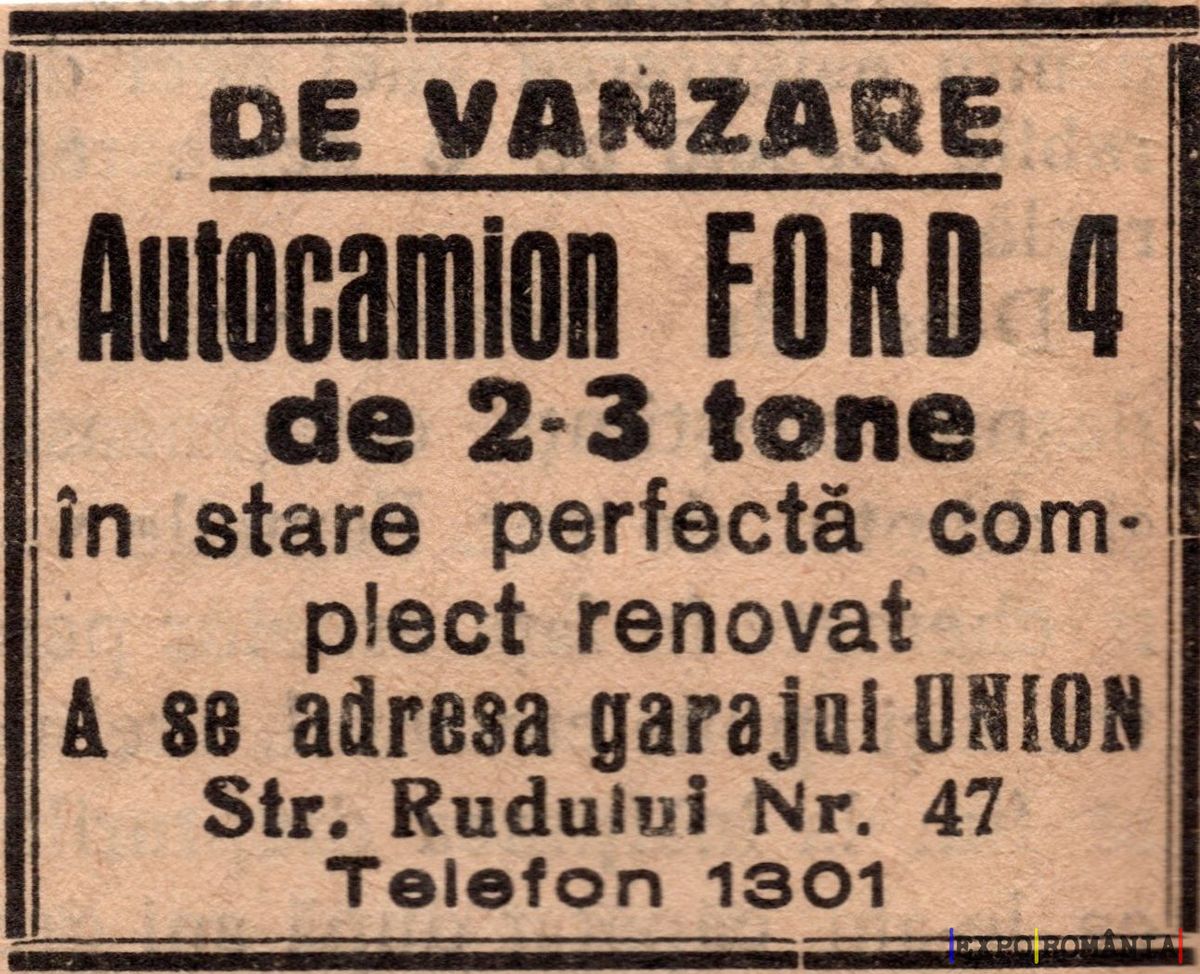 DE VANZARE
Autocamion FORD 4
de 2-3 tone
în stare perfectă com-
plect renovat
A se adresa garajul UNION
Str. Rudului Nr. 47
Telefon 1301
EXPO ROMÂNIA